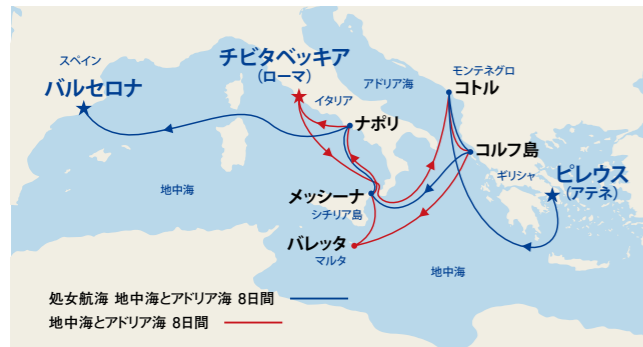 スペイン
バルセロナ
チビタベッキア
(ローマ)
イタリア
アドリア海
モンテネグロ
コトル
ナポリ
コルフ島
ギリシャ
ピレウス
(アテネ)
地中海
メッシーナ
シチリア島
バレッタ
マルタ
地中海
処女航海 地中海とアドリア海 8日間
地中海とアドリア海 8日間